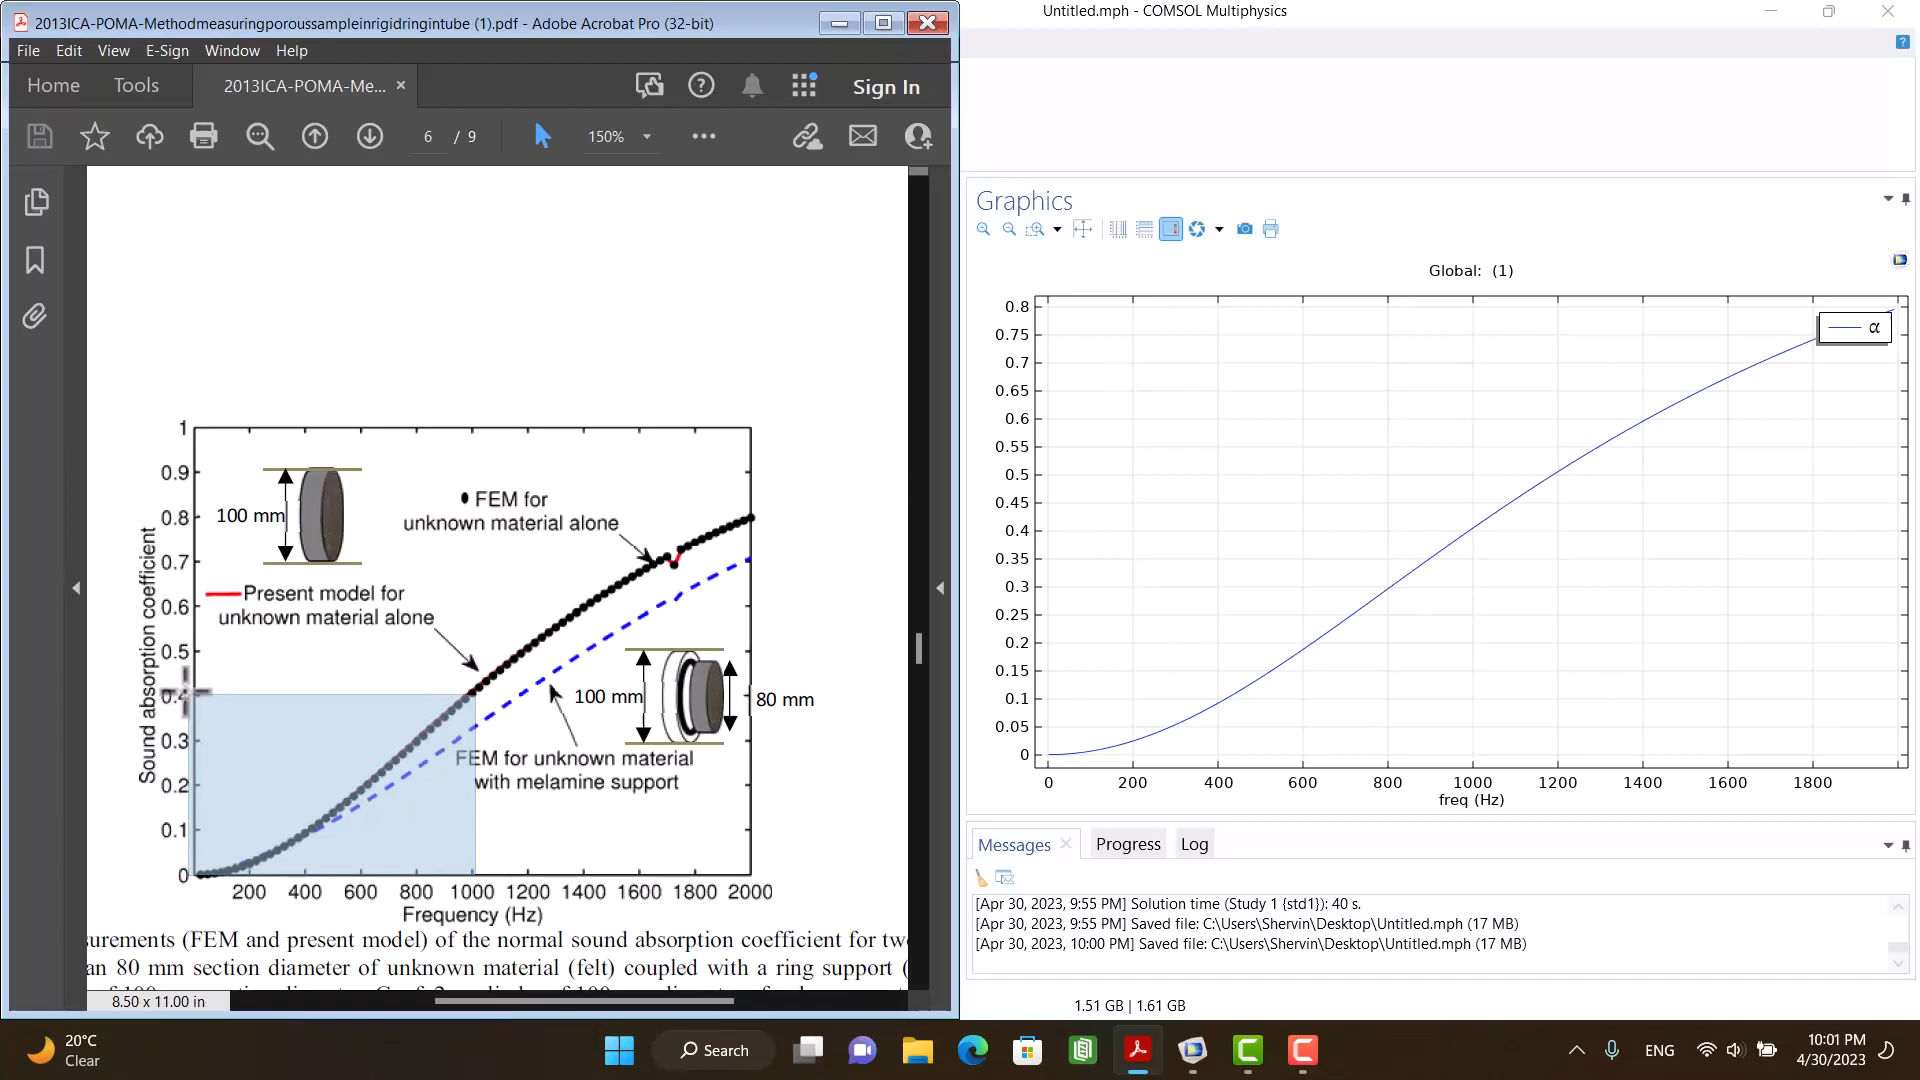 2013ICA-POMA-Methodmeasuringporoussampleinrigidringintube (1).pdf - Adobe Acrobat Pro (32-bit)
File Edit View E-Sign Window Help
Home Tools 2013ICA-POMA-Me... × Sign In
6 / 9 150%
1
0.9
0.8
0.7
0.6
0.5
0.4
0.3
0.2
0.1
0
Sound absorption coefficient
100 mm
FEM for
unknown material alone
Present model for
unknown material alone
100 mm
80 mm
FEM for unknown material
with melamine support
200 400 600 800 1000 1200 1400 1600 1800 2000
Frequency (Hz)
surements (FEM and present model) of the normal sound absorption coefficient for
an 80 mm section diameter of unknown material (felt) coupled with a ring support (
8.50 x 11.00 in
Untitled.mph - COMSOL Multiphysics
Graphics
Global: (1)
α
0.8
0.75
0.7
0.65
0.6
0.55
0.5
0.45
0.4
0.35
0.3
0.25
0.2
0.15
0.1
0.05
0
0 200 400 600 800 1000 1200 1400 1600 1800
freq (Hz)
Messages Progress Log
[Apr 30, 2023, 9:55 PM] Solution time (Study 1 {std1}): 40 s.
[Apr 30, 2023, 9:55 PM] Saved file: C:\Users\Shervin\Desktop\Untitled.mph (17 MB)
[Apr 30, 2023, 10:00 PM] Saved file: C:\Users\Shervin\Desktop\Untitled.mph (17 MB)
1.51 GB | 1.61 GB
20°C
Clear
Search
ENG
10:01 PM
4/30/2023